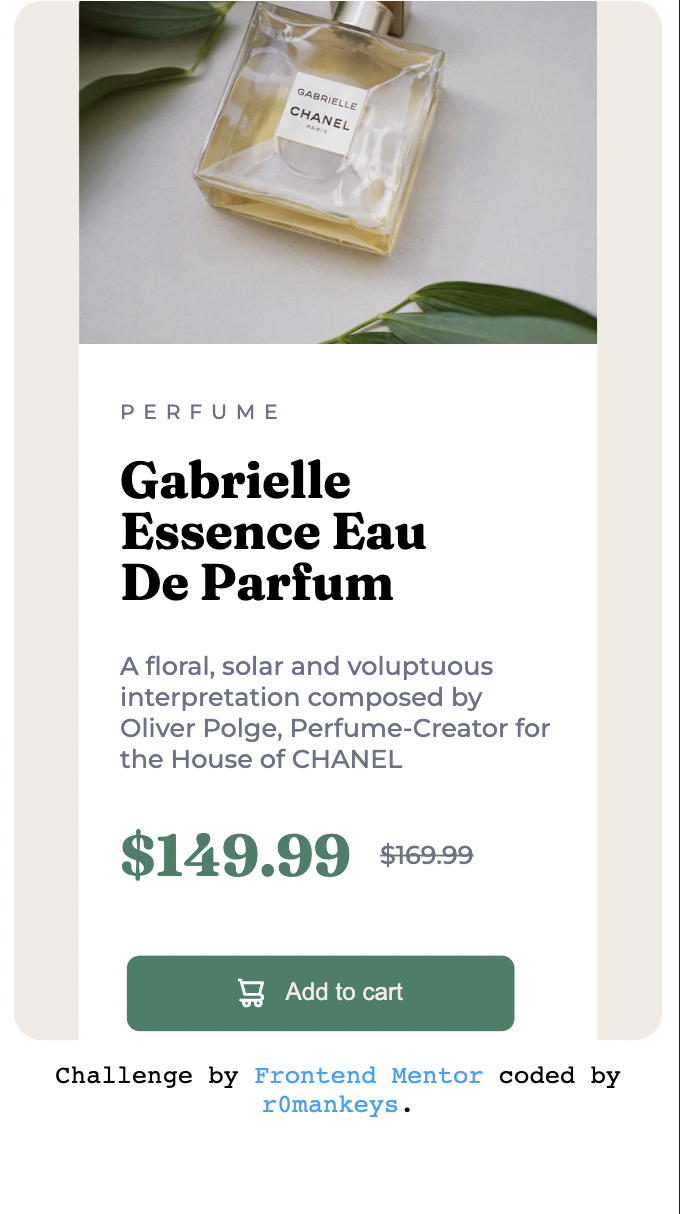 GABRIELLE
CHANEL
PARIS
PERFUME
Gabrielle
Essence Eau
De Parfum
A floral, solar and voluptuous
interpretation composed by
Oliver Polge, Perfume-Creator for
the House of CHANEL
$149.99 $169.99
Add to cart
Challenge by Frontend Mentor coded by
r0mankeys.